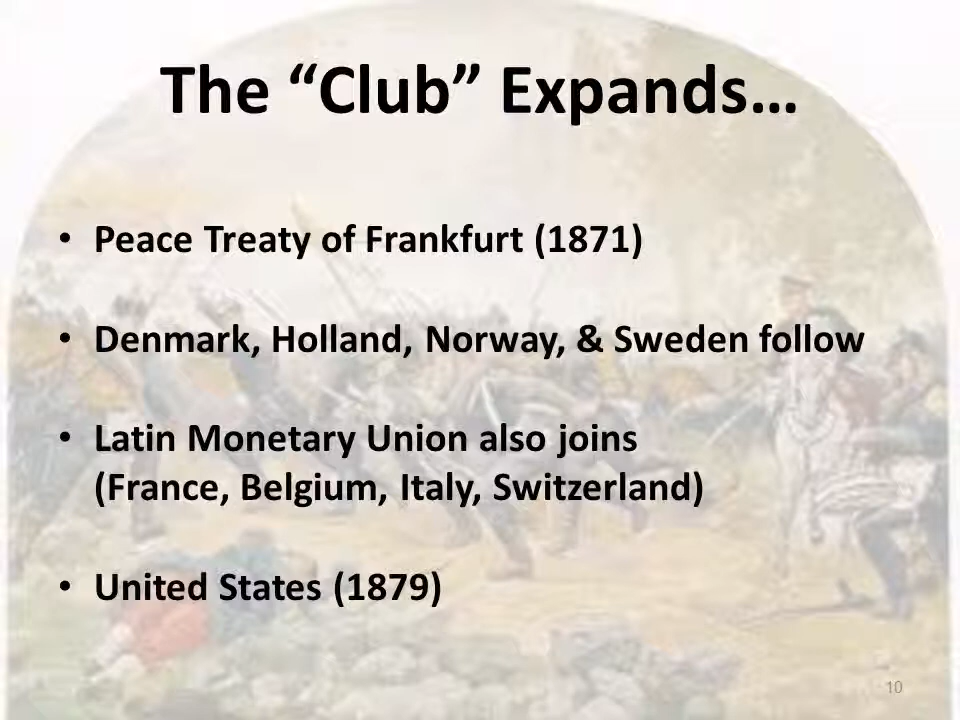 The “Club” Expands…
• Peace Treaty of Frankfurt (1871)
• Denmark, Holland, Norway, & Sweden follow
• Latin Monetary Union also joins
(France, Belgium, Italy, Switzerland)
• United States (1879)
10